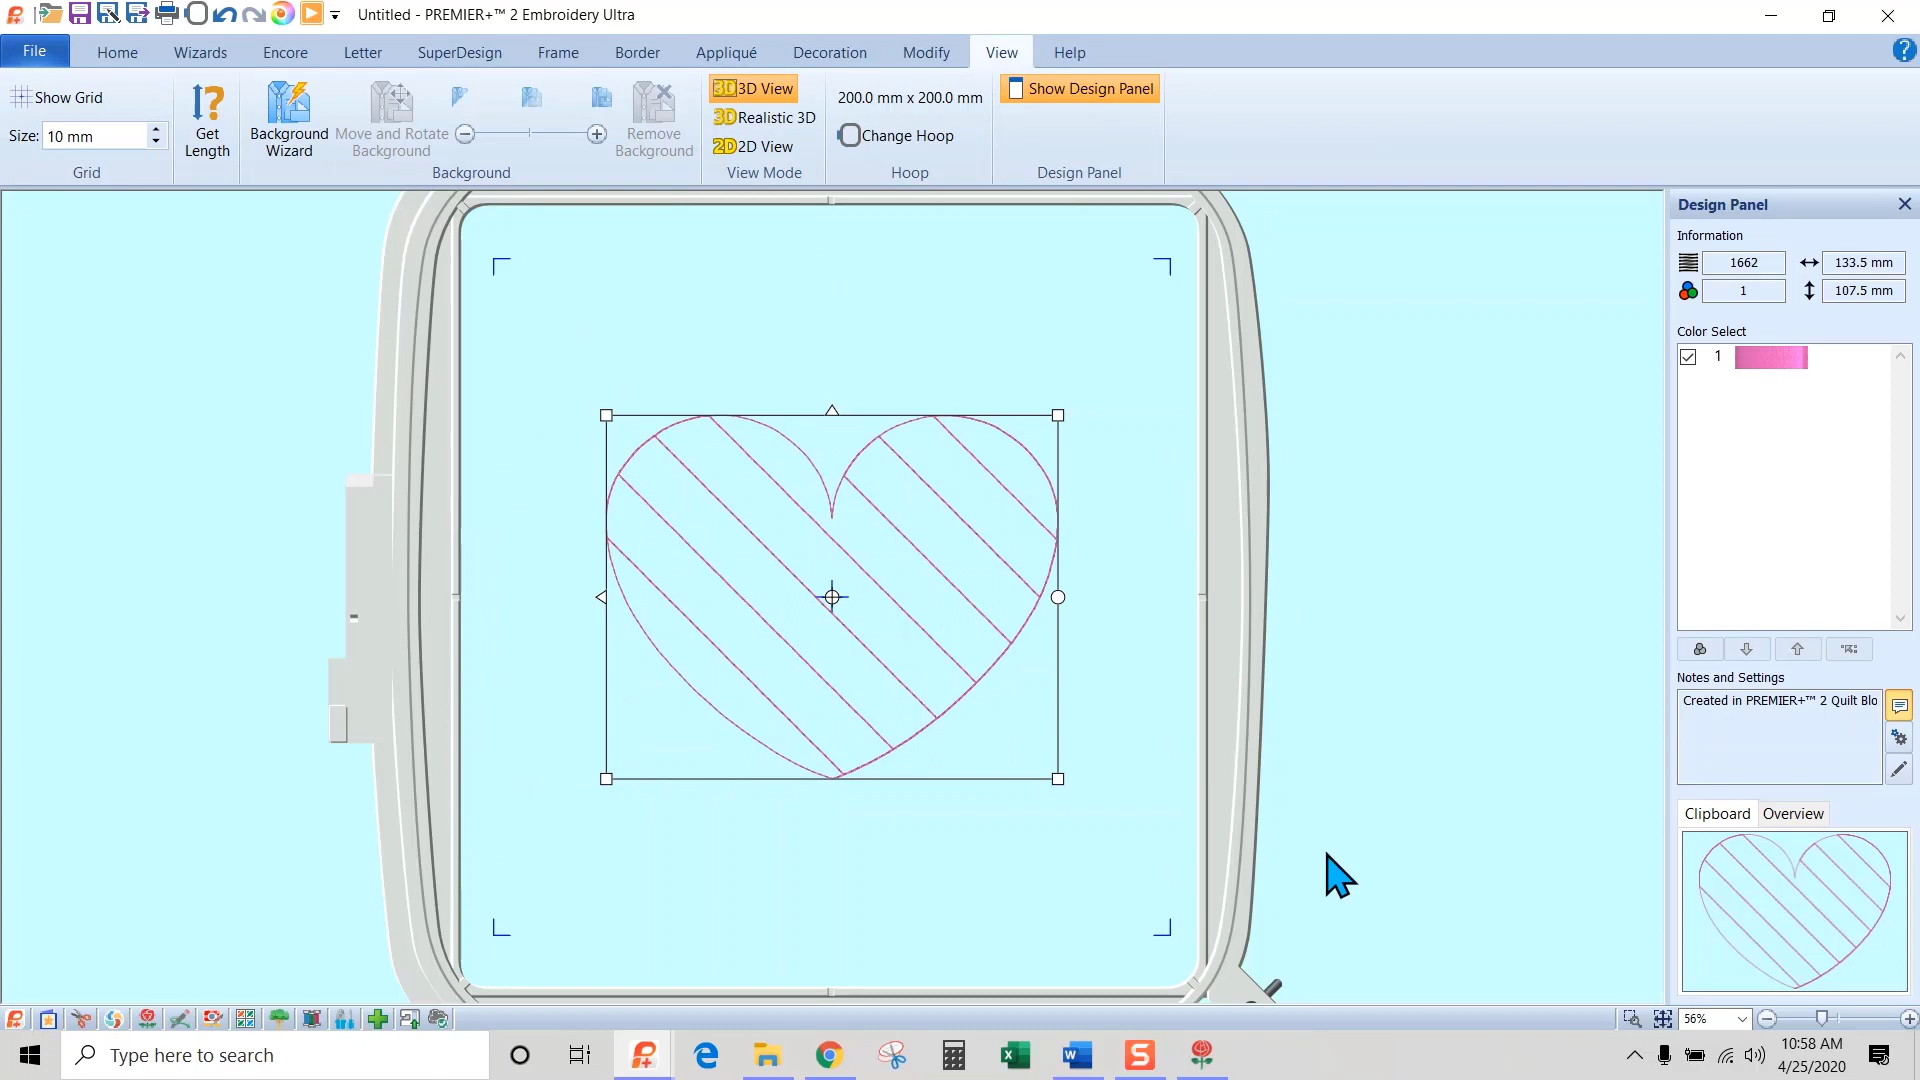 Untitled - PREMIER+™ 2 Embroidery Ultra
File Home Wizards Encore Letter SuperDesign Frame Border Appliqué Decoration Modify View Help
Show Grid
Size: 10 mm
Grid
Get
Length
Background
Wizard
Move and Rotate
Background
Remove
Background
Background
3D 3D View
3D Realistic 3D
2D 2D View
View Mode
200.0 mm x 200.0 mm
Change Hoop
Hoop
Show Design Panel
Design Panel
Design Panel
Information
1662 133.5 mm
1 107.5 mm
Color Select
1
Notes and Settings
Created in PREMIER+™ 2 Quilt Blo
Clipboard Overview
56%
Type here to search
10:58 AM
4/25/2020